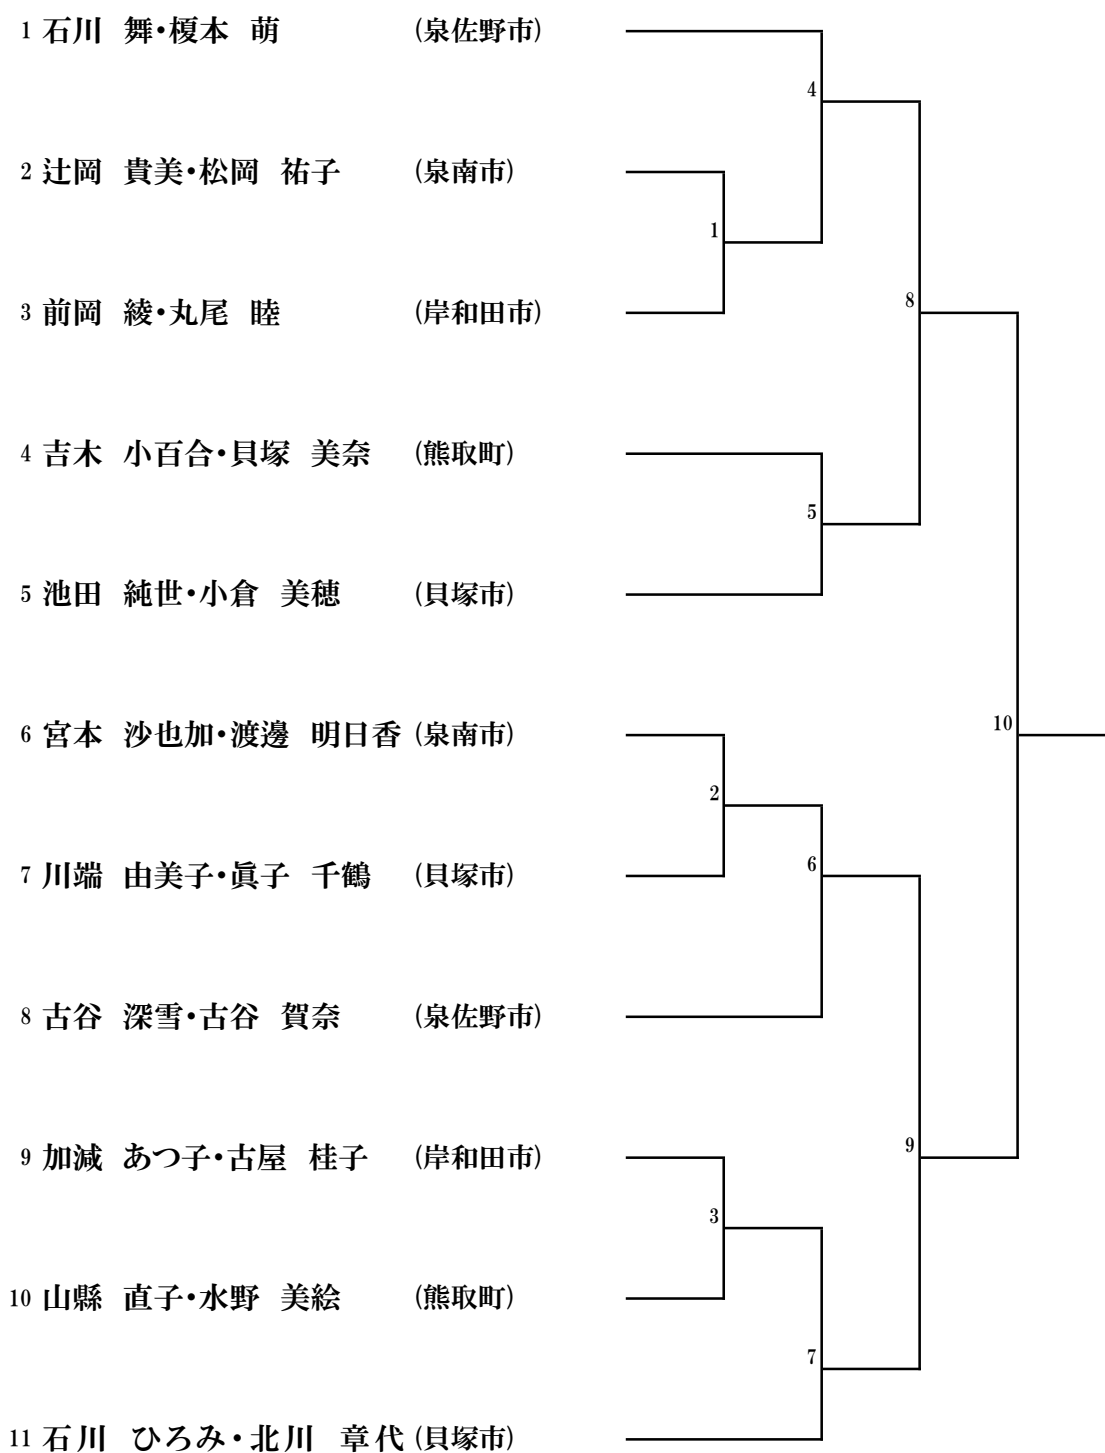 1 石川 舞・榎本 萌 (泉佐野市)
4
2 辻岡 貴美・松岡 祐子 (泉南市)
1
3 前岡 綾・丸尾 睦 (岸和田市)
8
4 吉木 小百合・貝塚 美奈 (熊取町)
5
5 池田 純世・小倉 美穂 (貝塚市)
6 宮本 沙也加・渡邊 明日香 (泉南市)
10
2
7 川端 由美子・眞子 千鶴 (貝塚市)
6
8 古谷 深雪・古谷 賀奈 (泉佐野市)
9 加減 あつ子・古屋 桂子 (岸和田市)
9
3
10 山縣 直子・水野 美絵 (熊取町)
7
11 石川 ひろみ・北川 章代 (貝塚市)